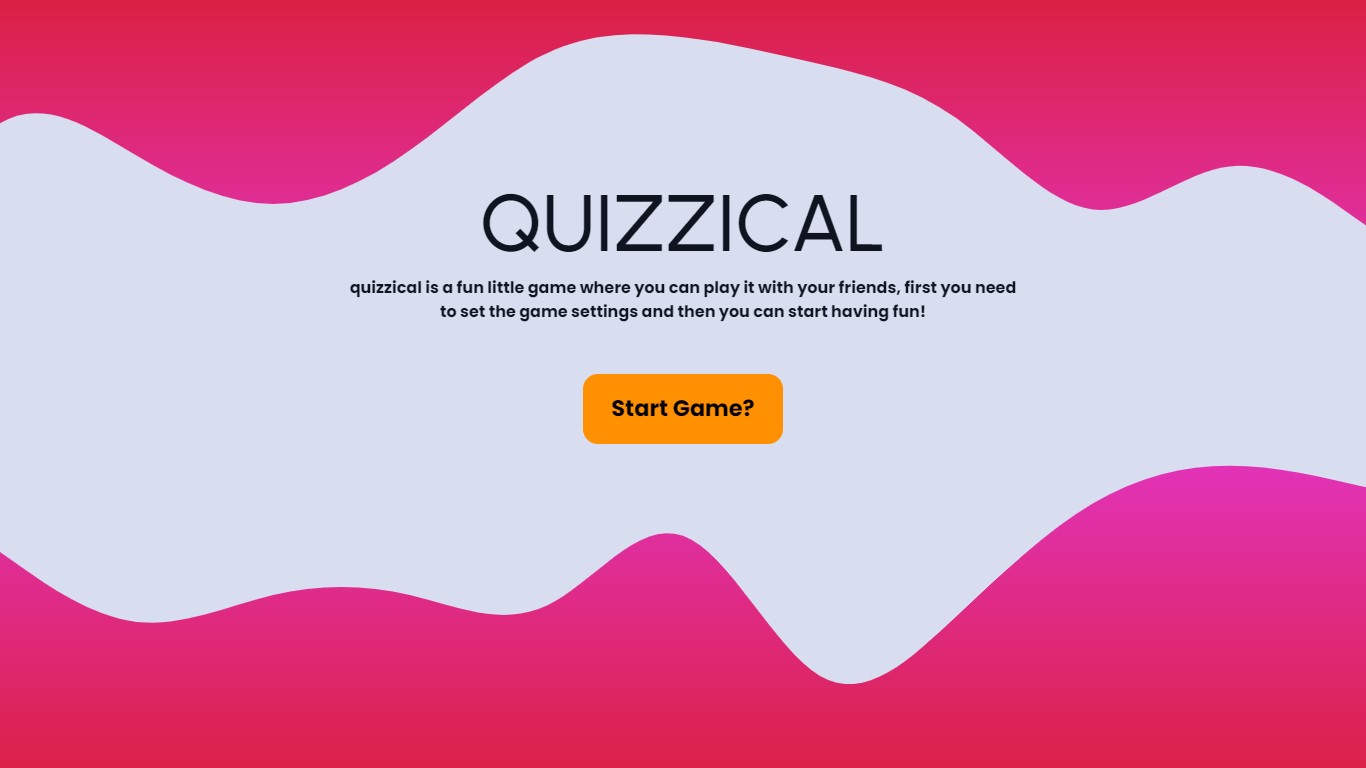 QUIZZICAL
quizzical is a fun little game where you can play it with your friends, first you need
to set the game settings and then you can start having fun!
Start Game?